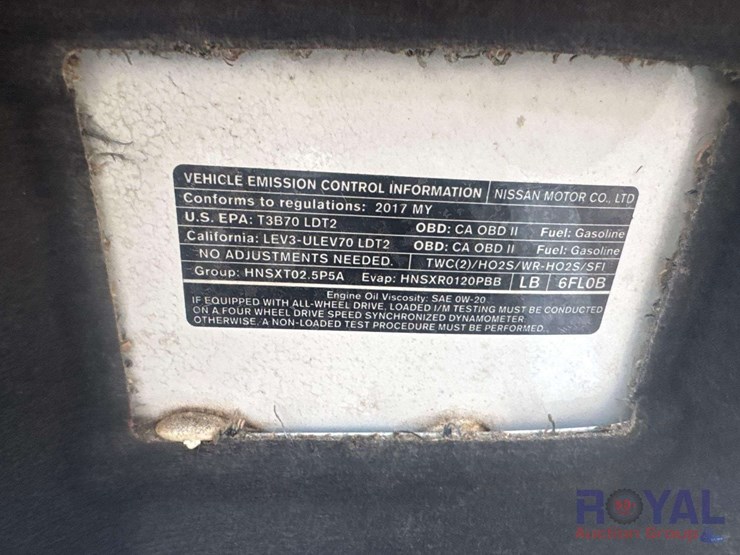 VEHICLE EMISSION CONTROL INFORMATION NISSAN MOTOR CO., LTD
Conforms to regulations: 2017 MY
U.S. EPA: T3B70 LDT2 OBD: CA OBD II Fuel: Gasoline
California: LEV3-ULEV70 LDT2 OBD: CA OBD II Fuel: Gasoline
NO ADJUSTMENTS NEEDED. TWC(2)/HO2S/WR-HO2S/SFI
Group: HNSXT02.5P5A Evap: HNSXR0120PBB LB 6FL0B
Engine Oil Viscosity: SAE 0W-20
IF EQUIPPED WITH ALL-WHEEL DRIVE, LOADED I/M TESTING MUST BE CONDUCTED
ON A FOUR WHEEL DRIVE SPEED SYNCHRONIZED DYNAMOMETER.
OTHERWISE, A NON-LOADED TEST PROCEDURE MUST BE PERFORMED.
ROYAL
Auction Group